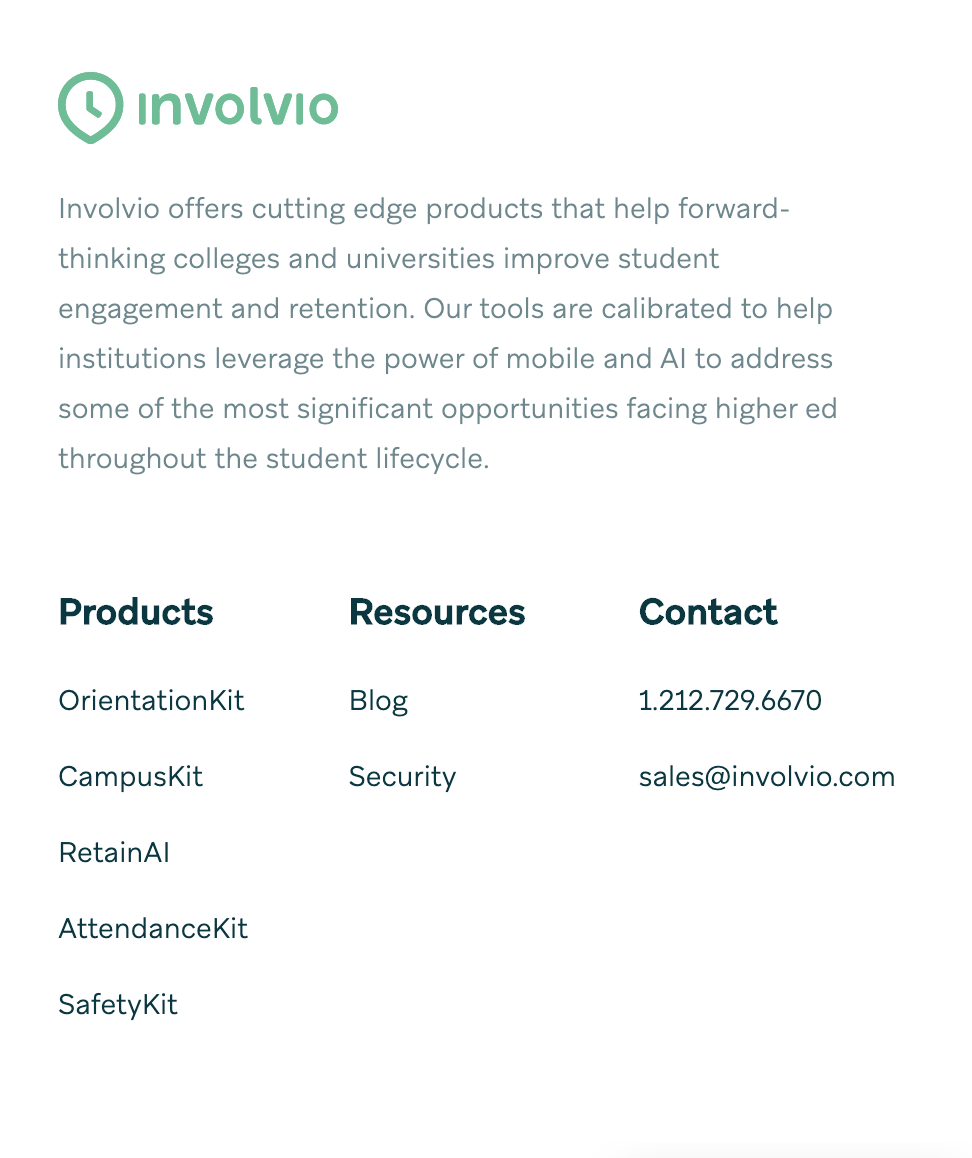 involvio
Involvio offers cutting edge products that help forward-
thinking colleges and universities improve student
engagement and retention. Our tools are calibrated to help
institutions leverage the power of mobile and AI to address
some of the most significant opportunities facing higher ed
throughout the student lifecycle.
Products
OrientationKit
CampusKit
RetainAI
AttendanceKit
SafetyKit
Resources
Blog
Security
Contact
1.212.729.6670
sales@involvio.com